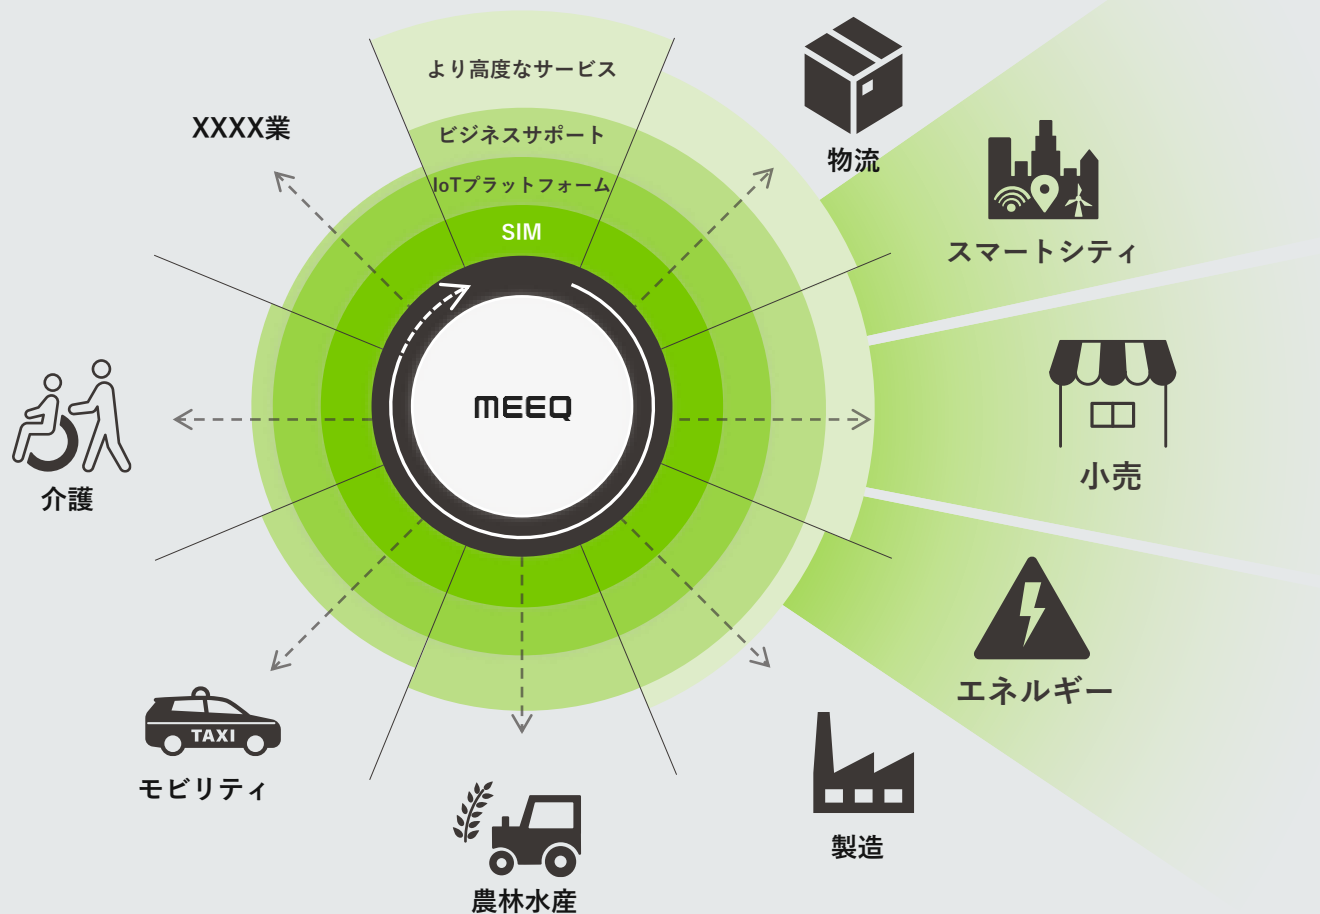 より高度なサービス
ビジネスサポート
IoTプラットフォーム
SIM
MEEQ
XXXX業
物流
スマートシティ
小売
エネルギー
製造
農林水産
TAXI
モビリティ
介護